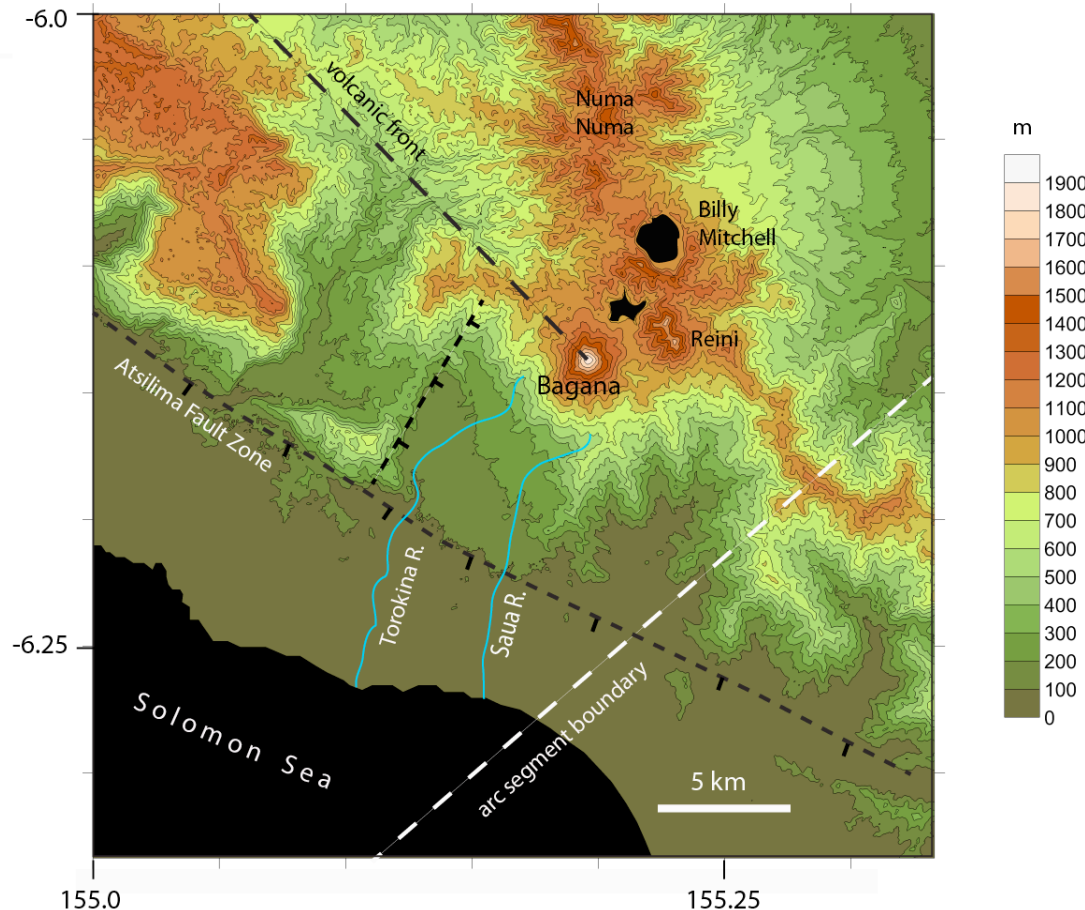 -6.0
volcanic front
Numa
Numa
m
Billy
Mitchell
Reini
Bagana
Atsilima Fault Zone
Torokina R.
Saua R.
-6.25
Solomon Sea
arc segment boundary
5 km
155.0
155.25
1900
1800
1700
1600
1500
1400
1300
1200
1100
1000
900
800
700
600
500
400
300
200
100
0